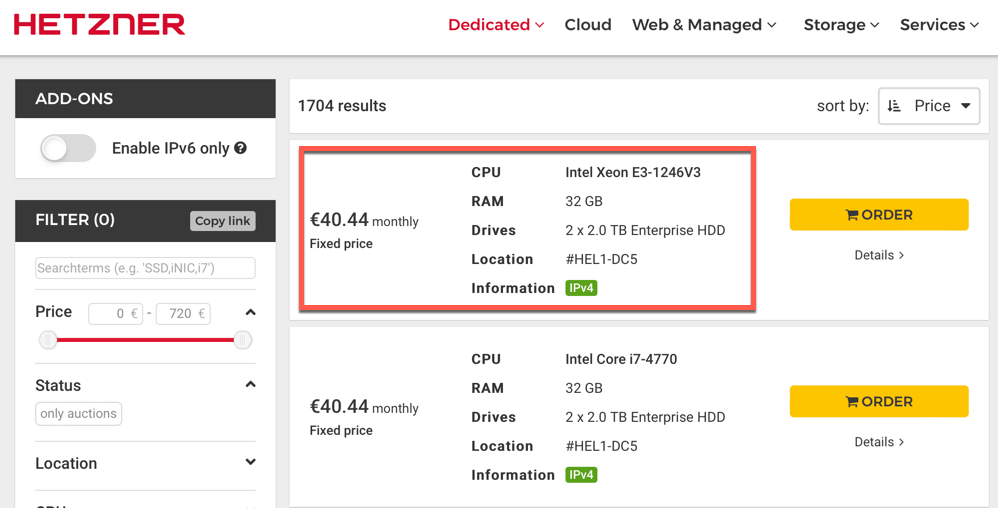 HETZNER
Dedicated Cloud Web & Managed Storage Services
ADD-ONS
Enable IPv6 only
FILTER (0) Copy link
Searchterms (e.g. 'SSD,iNIC,i7')
Price 0 € - 720 €
Status
only auctions
Location
1704 results sort by: Price
€40.44 monthly
Fixed price
CPU Intel Xeon E3-1246V3
RAM 32 GB
Drives 2 x 2.0 TB Enterprise HDD
Location #HEL1-DC5
Information IPv4
ORDER
Details >
€40.44 monthly
Fixed price
CPU Intel Core i7-4770
RAM 32 GB
Drives 2 x 2.0 TB Enterprise HDD
Location #HEL1-DC5
Information IPv4
ORDER
Details >